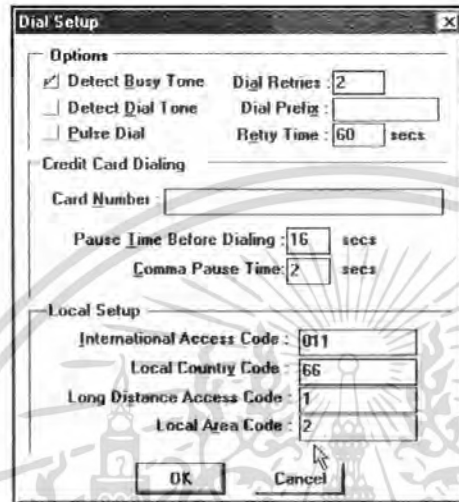 Dial Setup
Options
Detect Busy Tone Dial Retries : 2
Detect Dial Tone Dial Prefix :
Pulse Dial Retry Time : 60 secs
Credit Card Dialing
Card Number :
Pause Time Before Dialing : 16 secs
Comma Pause Time: 2 secs
Local Setup
International Access Code : 011
Local Country Code : 66
Long Distance Access Code : 1
Local Area Code : 2
OK Cancel